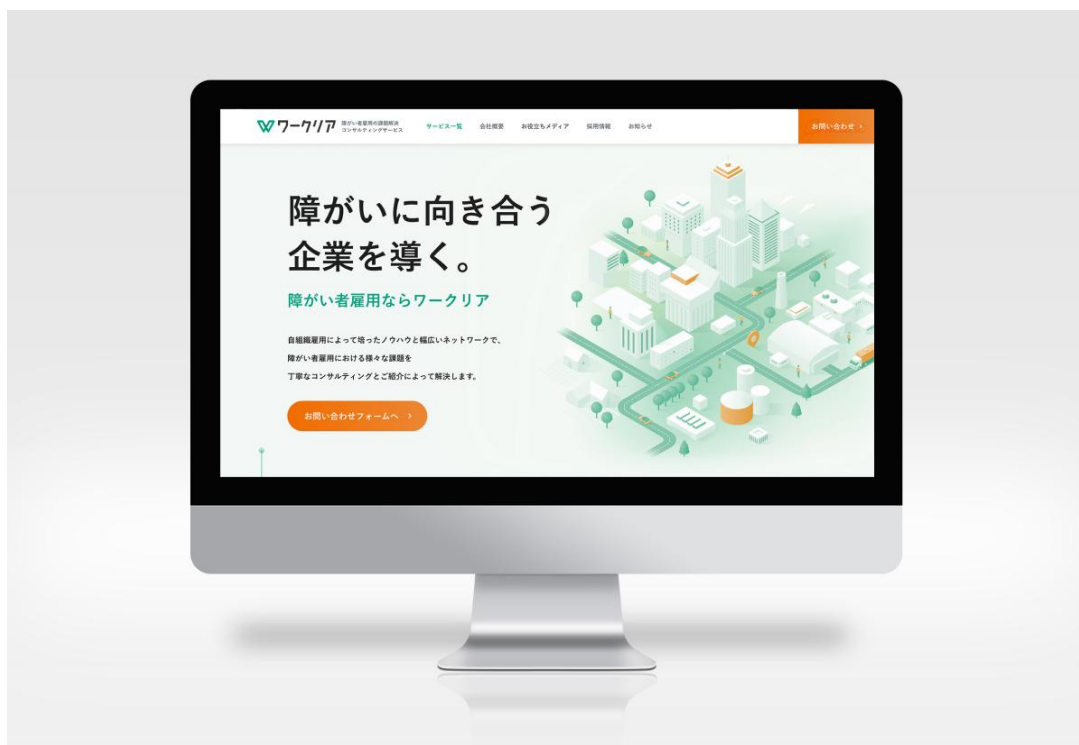 ワークリア
障がい者雇用の課題解決
コンサルティングサービス
サービス一覧
会社概要
お役立ちメディア
採用情報
お知らせ
お問い合わせ
障がいに向き合う
企業を導く。
障がい者雇用ならワークリア
自組織雇用によって培ったノウハウと幅広いネットワークで、
障がい者雇用における様々な課題を
丁寧なコンサルティングとご紹介によって解決します。
お問い合わせフォームへ